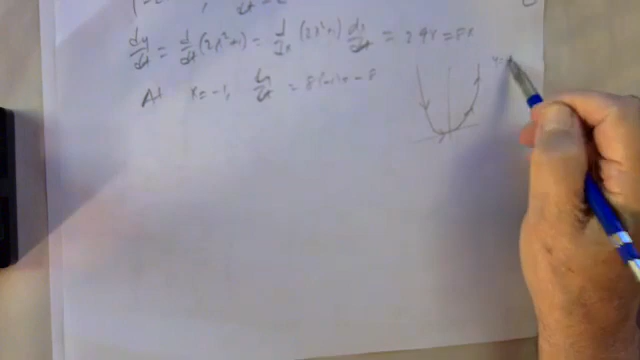 dy/dt = d/dt (2x²+1) = d/dx (2x²+1) dx/dt = 2·4x = 8x
At x=-1, dy/dt = 8(-1) = -8
y=